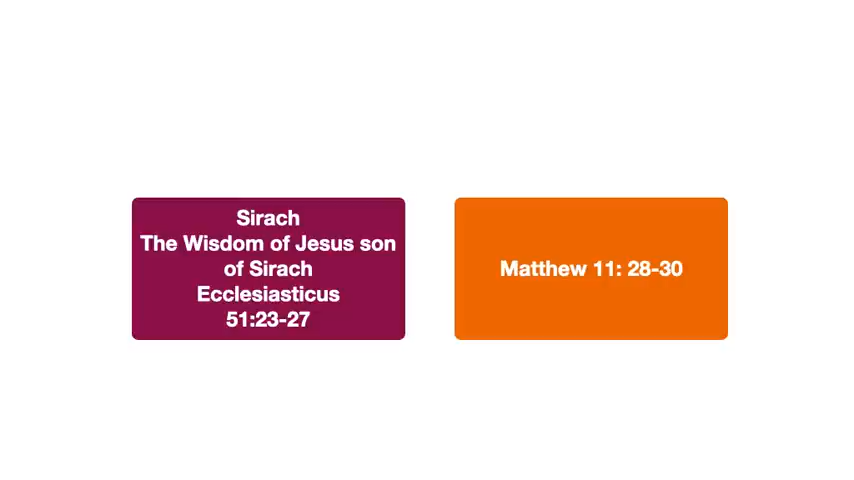 Sirach
The Wisdom of Jesus son
of Sirach
Ecclesiasticus
51:23-27
Matthew 11: 28-30